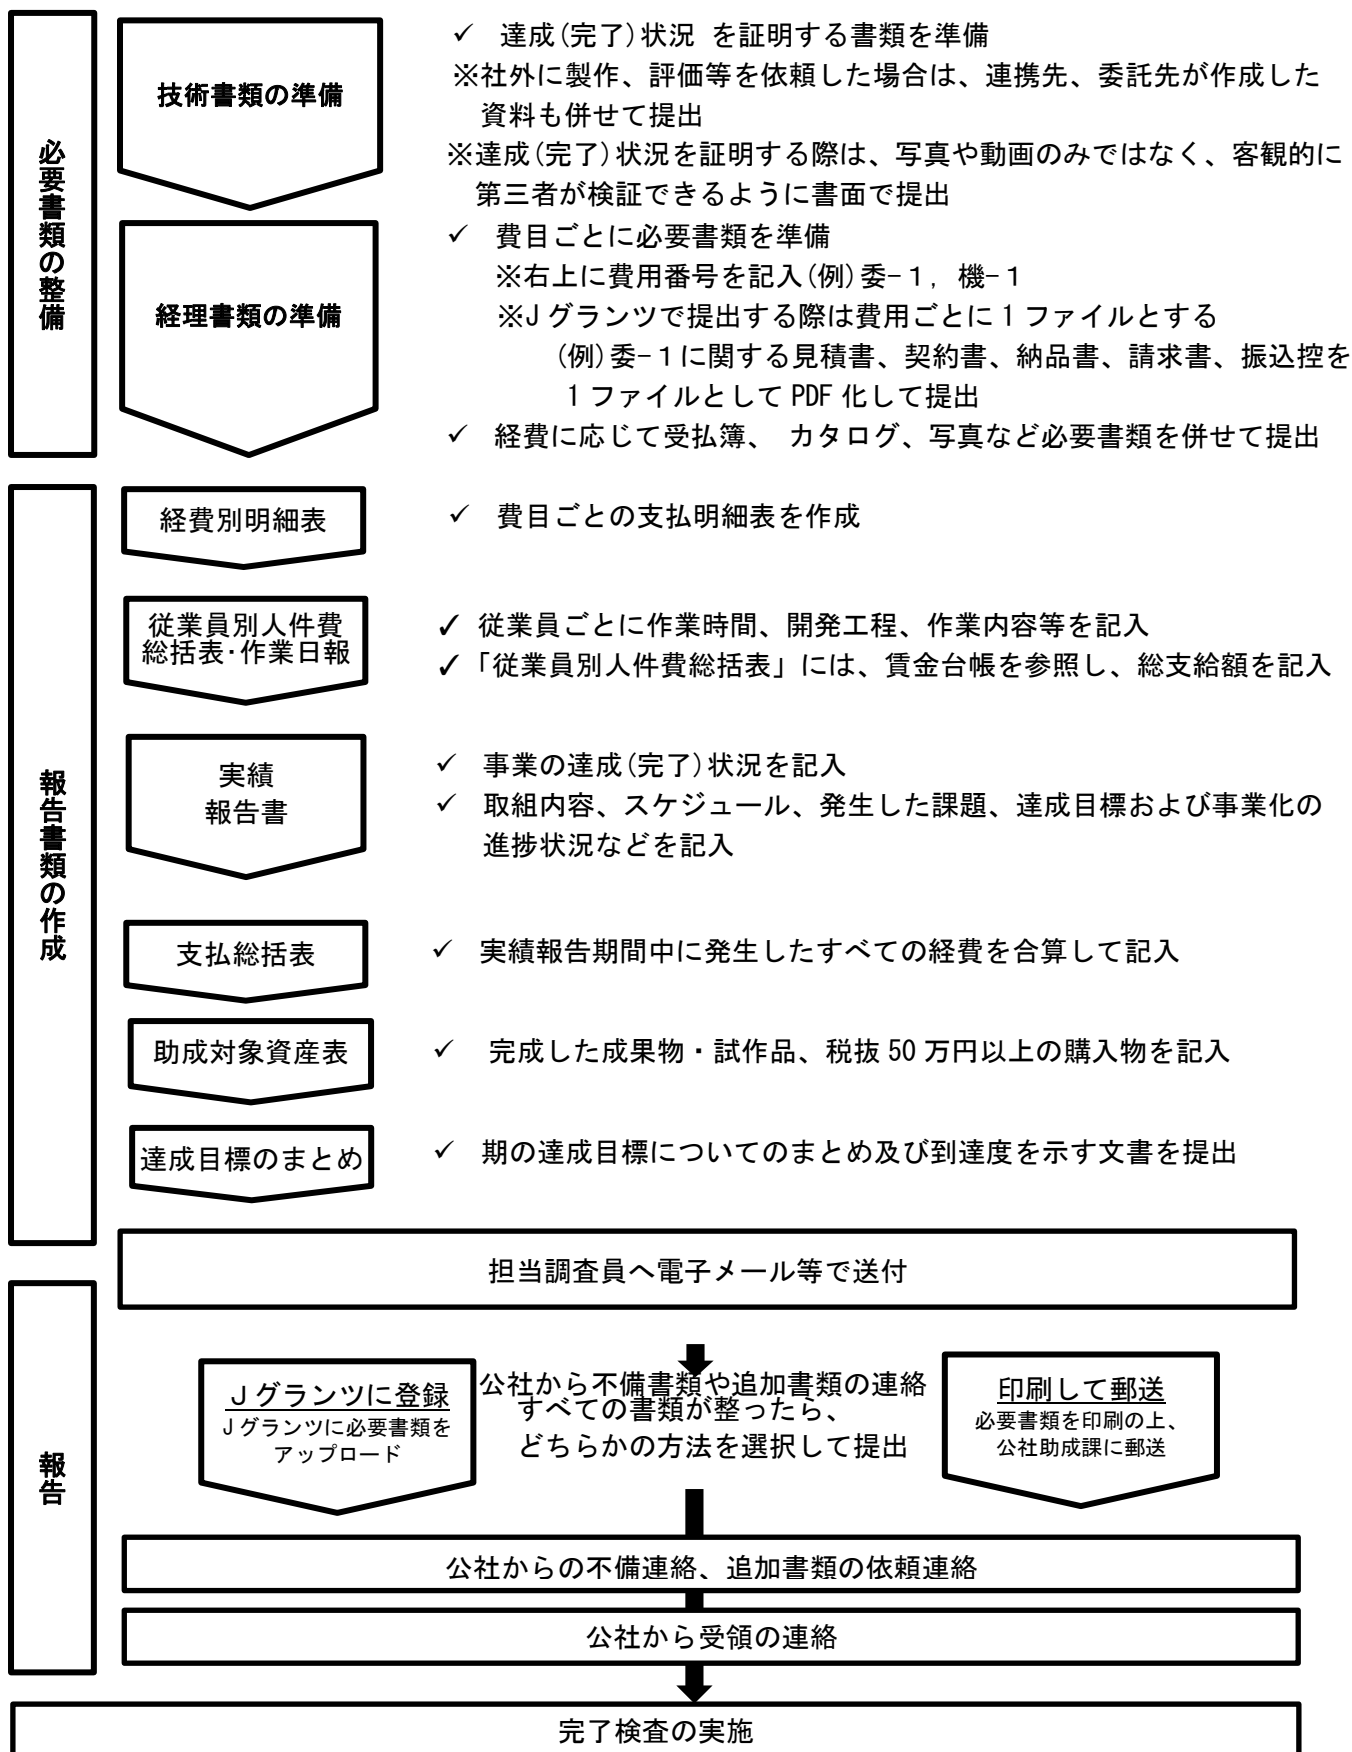 必要書類の整備
技術書類の準備
✓ 達成(完了)状況 を証明する書類を準備
※社外に製作、評価等を依頼した場合は、連携先、委託先が作成した
資料も併せて提出
※達成(完了)状況を証明する際は、写真や動画のみではなく、客観的に
第三者が検証できるように書面で提出
経理書類の準備
✓ 費目ごとに必要書類を準備
※右上に費用番号を記入(例)委-1, 機-1
※Jグランツで提出する際は費用ごとに1ファイルとする
(例)委-1に関する見積書、契約書、納品書、請求書、振込控を
1ファイルとしてPDF化して提出
✓ 経費に応じて受払簿、 カタログ、写真など必要書類を併せて提出
報告書類の作成
経費別明細表
✓ 費目ごとの支払明細表を作成
従業員別人件費
総括表・作業日報
✓ 従業員ごとに作業時間、開発工程、作業内容等を記入
✓ 「従業員別人件費総括表」には、賃金台帳を参照し、総支給額を記入
実績
報告書
✓ 事業の達成(完了)状況を記入
✓ 取組内容、スケジュール、発生した課題、達成目標および事業化の
進捗状況などを記入
支払総括表
✓ 実績報告期間中に発生したすべての経費を合算して記入
助成対象資産表
✓ 完成した成果物・試作品、税抜50万円以上の購入物を記入
達成目標のまとめ
✓ 期の達成目標についてのまとめ及び到達度を示す文書を提出
報告
担当調査員へ電子メール等で送付
Jグランツに登録
Jグランツに必要書類を
アップロード
公社から不備書類や追加書類の連絡
すべての書類が整ったら、
どちらかの方法を選択して提出
印刷して郵送
必要書類を印刷の上、
公社助成課に郵送
公社からの不備連絡、追加書類の依頼連絡
公社から受領の連絡
完了検査の実施